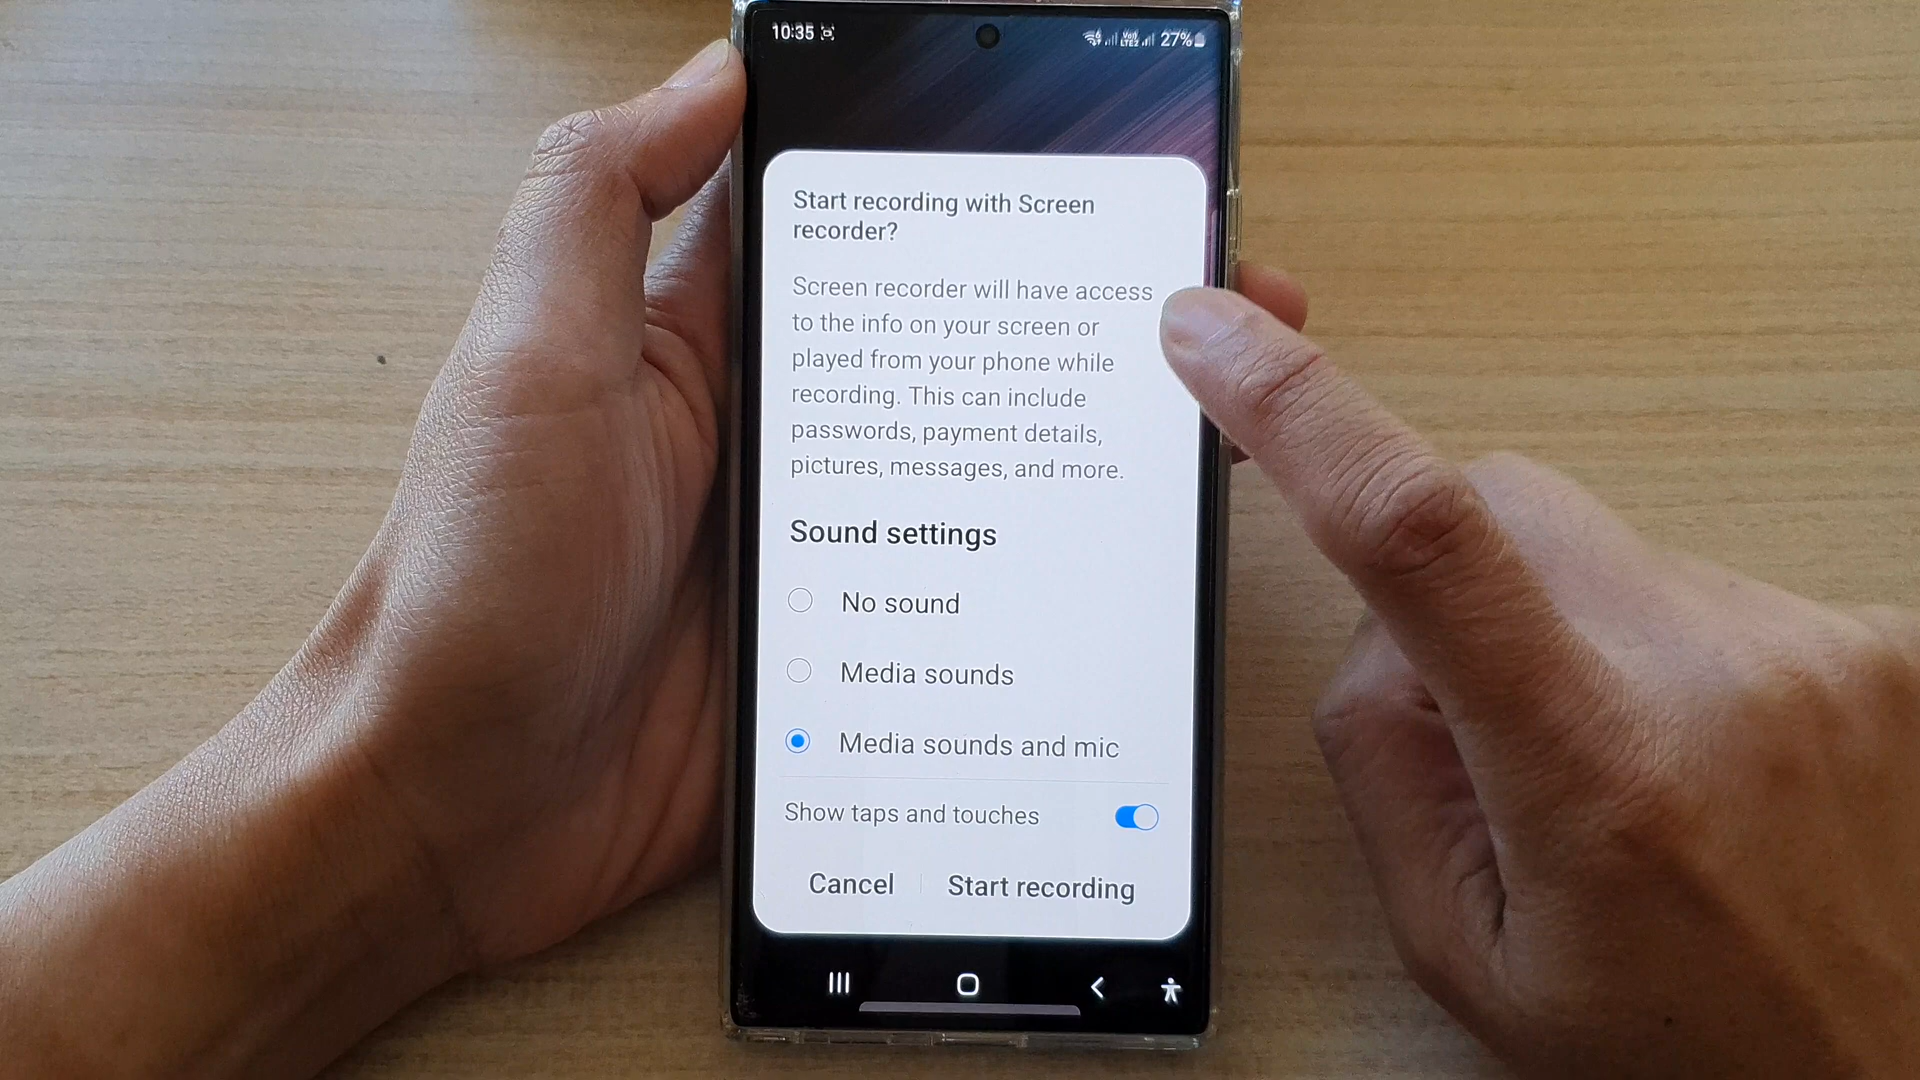 10:35
Voi) LTE2 27%
Start recording with Screen
recorder?
Screen recorder will have access
to the info on your screen or
played from your phone while
recording. This can include
passwords, payment details,
pictures, messages, and more.
Sound settings
No sound
Media sounds
Media sounds and mic
Show taps and touches
Cancel Start recording